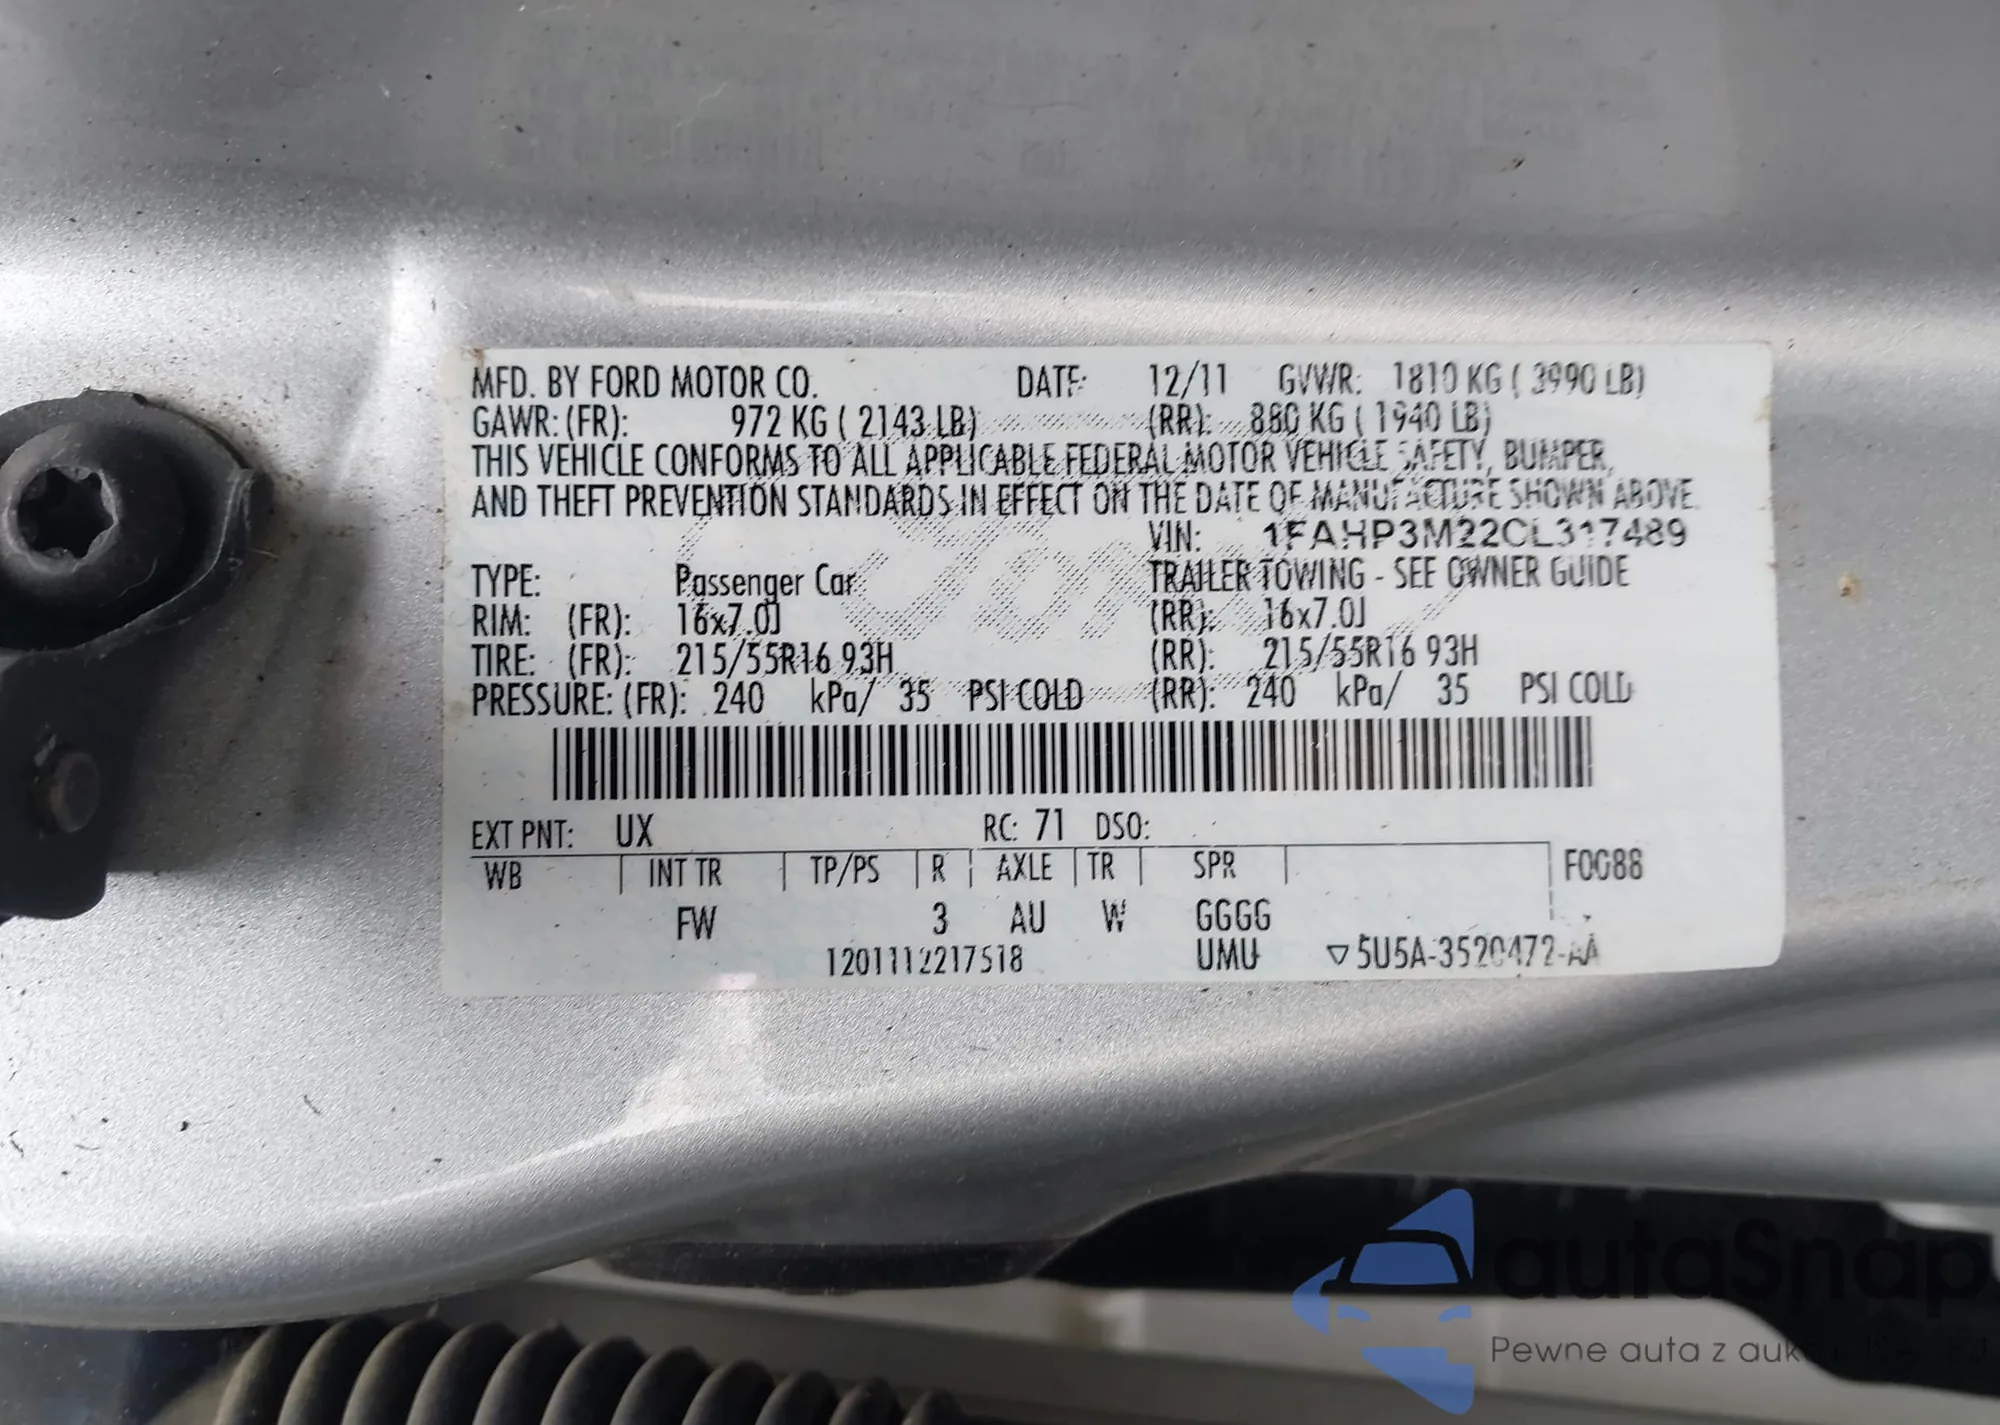 MFD. BY FORD MOTOR CO. DATE: 12/11 GVWR: 1810 KG ( 3990 LB)
GAWR: (FR): 972 KG ( 2143 LB) (RR): 880 KG ( 1940 LB)
THIS VEHICLE CONFORMS TO ALL APPLICABLE FEDERAL MOTOR VEHICLE SAFETY, BUMPER,
AND THEFT PREVENTION STANDARDS IN EFFECT ON THE DATE OF MANUFACTURE SHOWN ABOVE.
VIN: 1FAHP3M22CL317489
TYPE: Passenger Car TRAILER TOWING - SEE OWNER GUIDE
RIM: (FR): 16x7.0J (RR): 16x7.0J
TIRE: (FR): 215/55R16 93H (RR): 215/55R16 93H
PRESSURE: (FR): 240 kPa/ 35 PSI COLD (RR): 240 kPa/ 35 PSI COLD
EXT PNT: UX RC: 71 DSO:
WB INT TR TP/PS R AXLE TR SPR F0088
FW 3 AU W GGGG
1201112217518 UMU ▽5U5A-3520472-AA
autoSnap
Pewne auta z